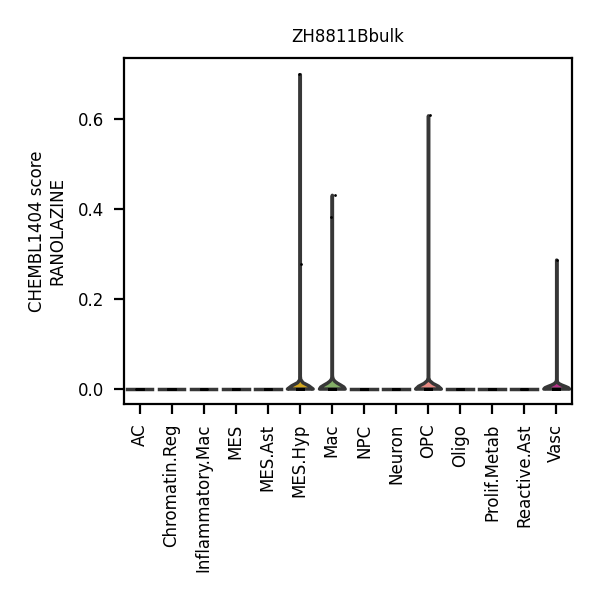 ZH8811Bbulk
CHEMBL1404 score
RANOLAZINE
0.6
0.4
0.2
0.0
AC
Chromatin.Reg
Inflammatory.Mac
MES
MES.Ast
MES.Hyp
Mac
NPC
Neuron
OPC
Oligo
Prolif.Metab
Reactive.Ast
Vasc